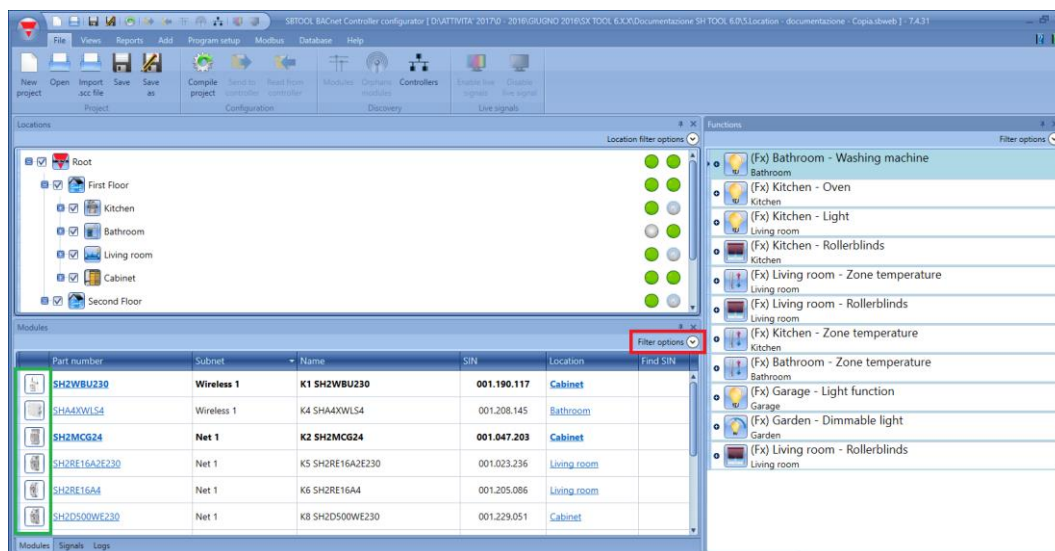 SBTOOL BACnet Controller configurator [ D:\ATTIVITA' 2017\0 - 2016\GIUGNO 2016\SX TOOL 6.X.X\Documentazione SH TOOL 6.0\5.Location - documentazione - Copia.sbweb ] - 7.4.31
File Views Reports Add Program setup Modbus Database Help
New project Open Import .scc file Save Save as Compile project Send to controller Read from controller Modules Orphans modules Controllers Enable live signals Disable live signal
Project Configuration Discovery Live signals
Locations
Location filter options
Root
First Floor
Kitchen
Bathroom
Living room
Cabinet
Second Floor
Modules
Filter options
Part number Subnet Name SIN Location Find SIN
SH2WBU230 Wireless 1 K1 SH2WBU230 001.190.117 Cabinet
SHA4XWLS4 Wireless 1 K4 SHA4XWLS4 001.208.145 Bathroom
SH2MCG24 Net 1 K2 SH2MCG24 001.047.203 Cabinet
SH2RE16A2E230 Net 1 K5 SH2RE16A2E230 001.023.236 Living room
SH2RE16A4 Net 1 K6 SH2RE16A4 001.205.086 Living room
SH2D500WE230 Net 1 K8 SH2D500WE230 001.229.051 Cabinet
Modules Signals Logs
Functions
Filter options
(Fx) Bathroom - Washing machine
Bathroom
(Fx) Kitchen - Oven
Kitchen
(Fx) Kitchen - Light
Living room
(Fx) Kitchen - Rollerblinds
Kitchen
(Fx) Living room - Zone temperature
Living room
(Fx) Living room - Rollerblinds
Living room
(Fx) Kitchen - Zone temperature
Kitchen
(Fx) Bathroom - Zone temperature
Bathroom
(Fx) Garage - Light function
Garage
(Fx) Garden - Dimmable light
Garden
(Fx) Living room - Rollerblinds
Living room